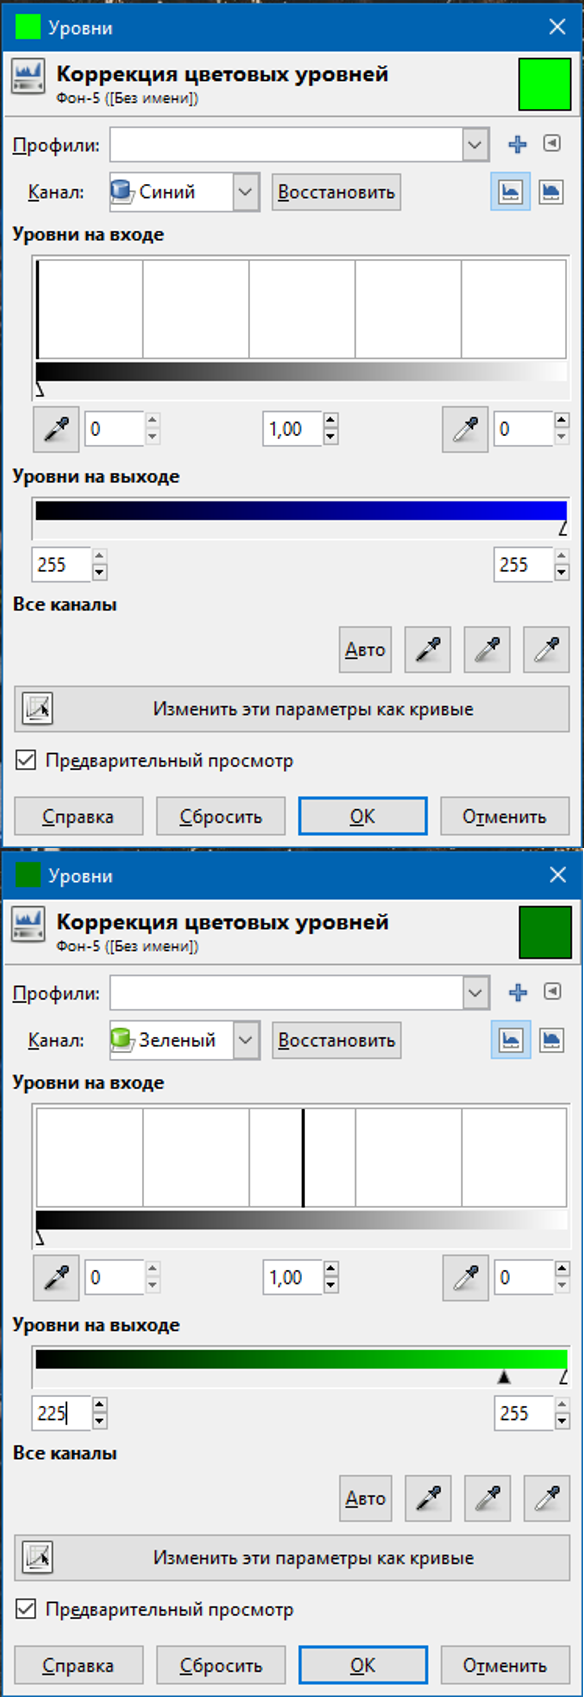 Уровни
Коррекция цветовых уровней
Фон-5 ([Без имени])
Профили:
Канал: Синий Восстановить
Уровни на входе
0 1,00 0
Уровни на выходе
255 255
Все каналы
Авто
Изменить эти параметры как кривые
Предварительный просмотр
Справка Сбросить OK Отменить
Уровни
Коррекция цветовых уровней
Фон-5 ([Без имени])
Профили:
Канал: Зеленый Восстановить
Уровни на входе
0 1,00 0
Уровни на выходе
225 255
Все каналы
Авто
Изменить эти параметры как кривые
Предварительный просмотр
Справка Сбросить OK Отменить